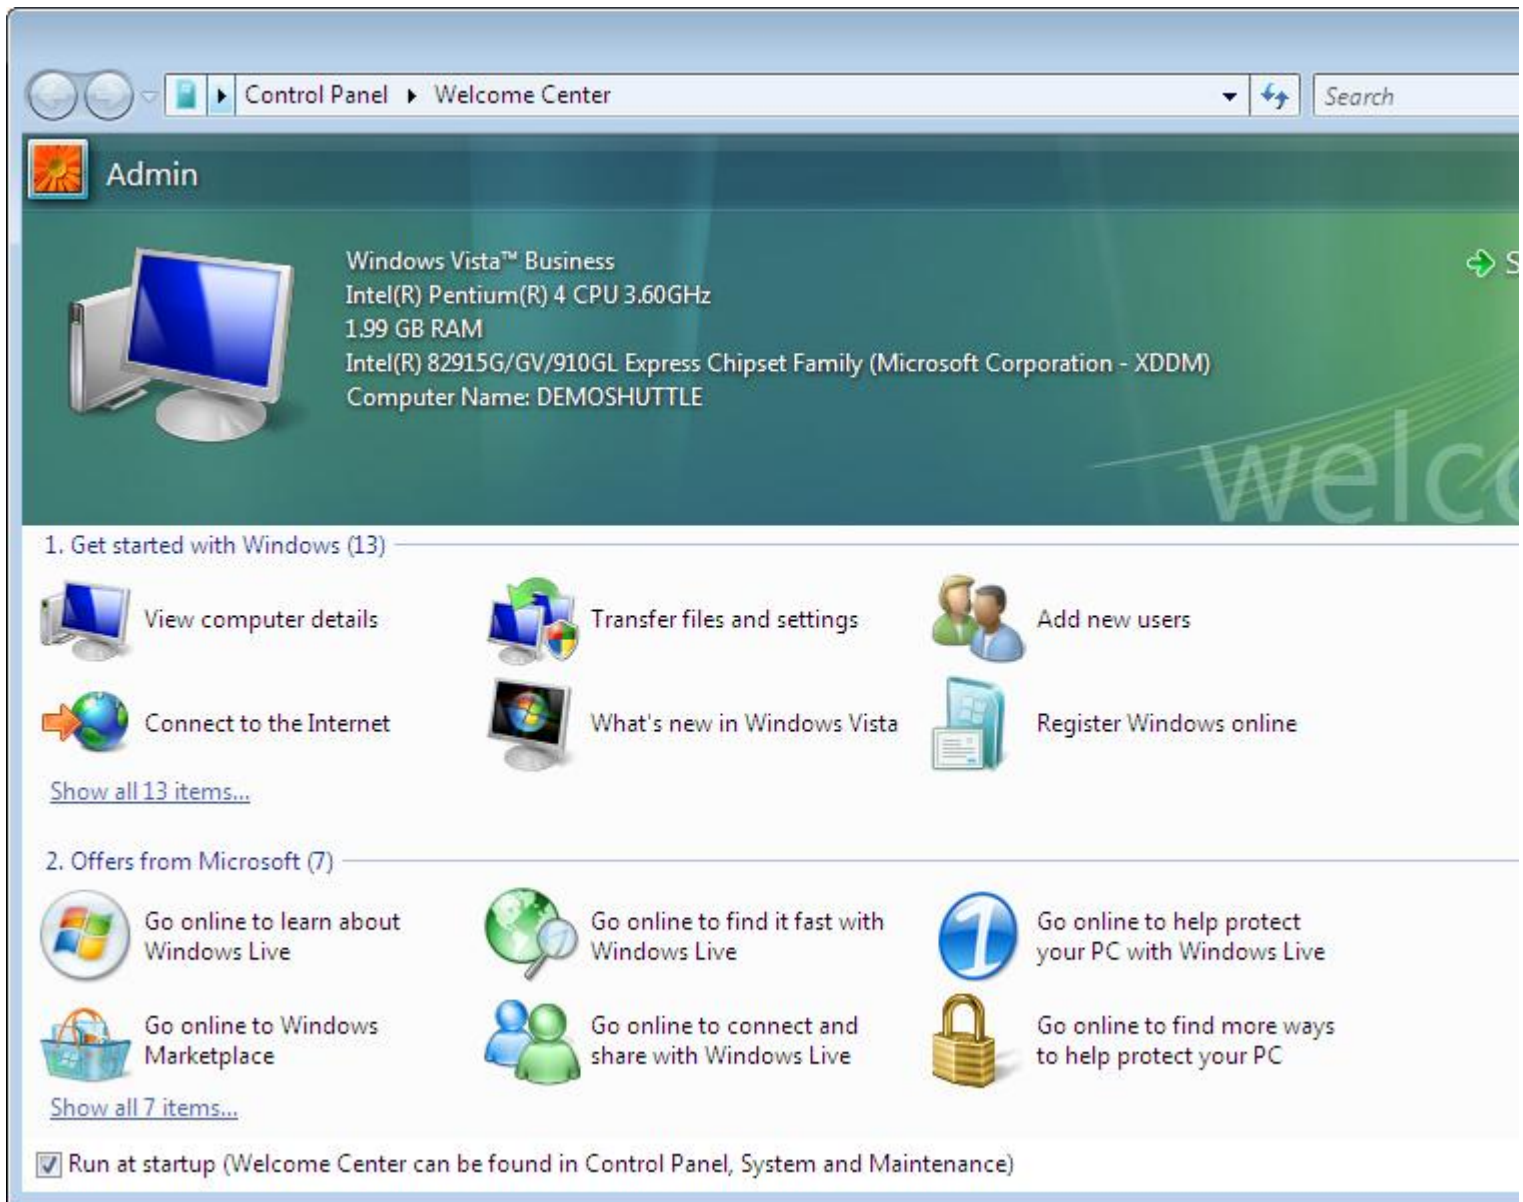 Control Panel ▸ Welcome Center
Search
Admin
Windows Vista™ Business
Intel(R) Pentium(R) 4 CPU 3.60GHz
1.99 GB RAM
Intel(R) 82915G/GV/910GL Express Chipset Family (Microsoft Corporation - XDDM)
Computer Name: DEMOSHUTTLE
1. Get started with Windows (13)
View computer details
Transfer files and settings
Add new users
Connect to the Internet
What's new in Windows Vista
Register Windows online
Show all 13 items...
2. Offers from Microsoft (7)
Go online to learn about
Windows Live
Go online to find it fast with
Windows Live
Go online to help protect
your PC with Windows Live
Go online to Windows
Marketplace
Go online to connect and
share with Windows Live
Go online to find more ways
to help protect your PC
Show all 7 items...
Run at startup (Welcome Center can be found in Control Panel, System and Maintenance)